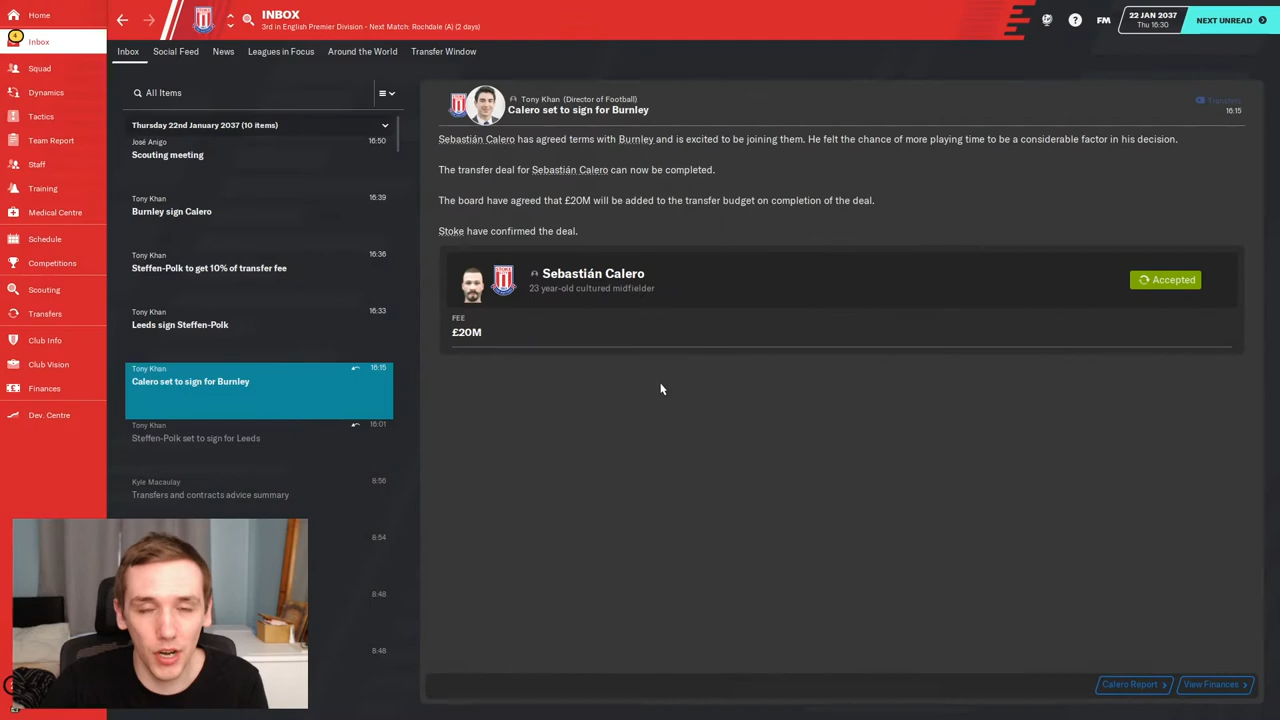 Home
INBOX
3rd in English Premier Division - Next Match: Rochdale (A) (2 days)
FM
22 JAN 2037
Thu 16:30
NEXT UNREAD
4
Inbox
Squad
Dynamics
Tactics
Team Report
Staff
Training
Medical Centre
Schedule
Competitions
Scouting
Transfers
Club Info
Club Vision
Finances
Dev. Centre
Inbox
Social Feed
News
Leagues in Focus
Around the World
Transfer Window
All Items
Thursday 22nd January 2037 (10 items)
José Anigo
16:50
Scouting meeting
Tony Khan
16:39
Burnley sign Calero
Tony Khan
16:36
Steffen-Polk to get 10% of transfer fee
Tony Khan
16:33
Leeds sign Steffen-Polk
Tony Khan
16:15
Calero set to sign for Burnley
Tony Khan
16:01
Steffen-Polk set to sign for Leeds
Kyle Macaulay
8:56
Transfers and contracts advice summary
8:54
8:48
8:48
Tony Khan (Director of Football)
Calero set to sign for Burnley
Transfers
16:15
Sebastián Calero has agreed terms with Burnley and is excited to be joining them. He felt the chance of more playing time to be a considerable factor in his decision.
The transfer deal for Sebastián Calero can now be completed.
The board have agreed that £20M will be added to the transfer budget on completion of the deal.
Stoke have confirmed the deal.
Sebastián Calero
23 year-old cultured midfielder
Accepted
FEE
£20M
Calero Report
View Finances